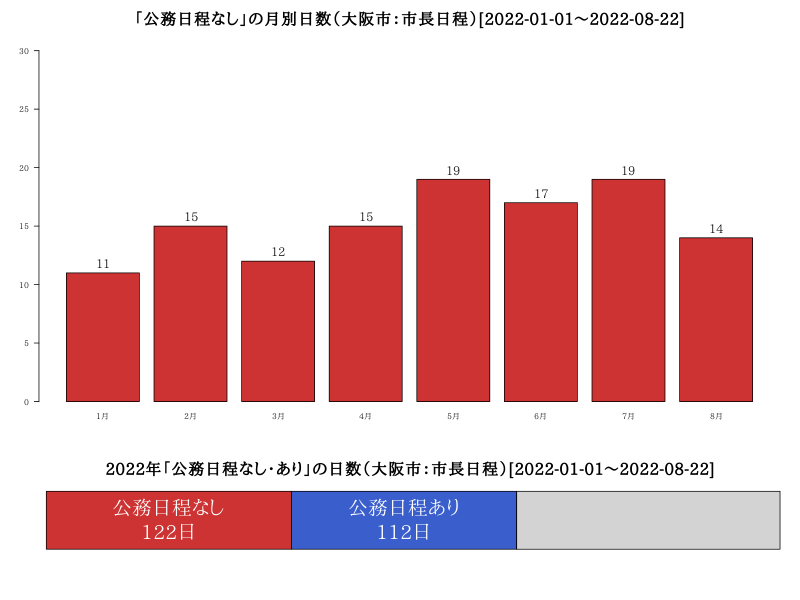 「公務日程なし」の月別日数（大阪市：市長日程）[2022-01-01～2022-08-22]
30
25
20
15
10
5
0
11
15
12
15
19
17
19
14
1月
2月
3月
4月
5月
6月
7月
8月
2022年「公務日程なし・あり」の日数（大阪市：市長日程）[2022-01-01～2022-08-22]
公務日程なし
122日
公務日程あり
112日